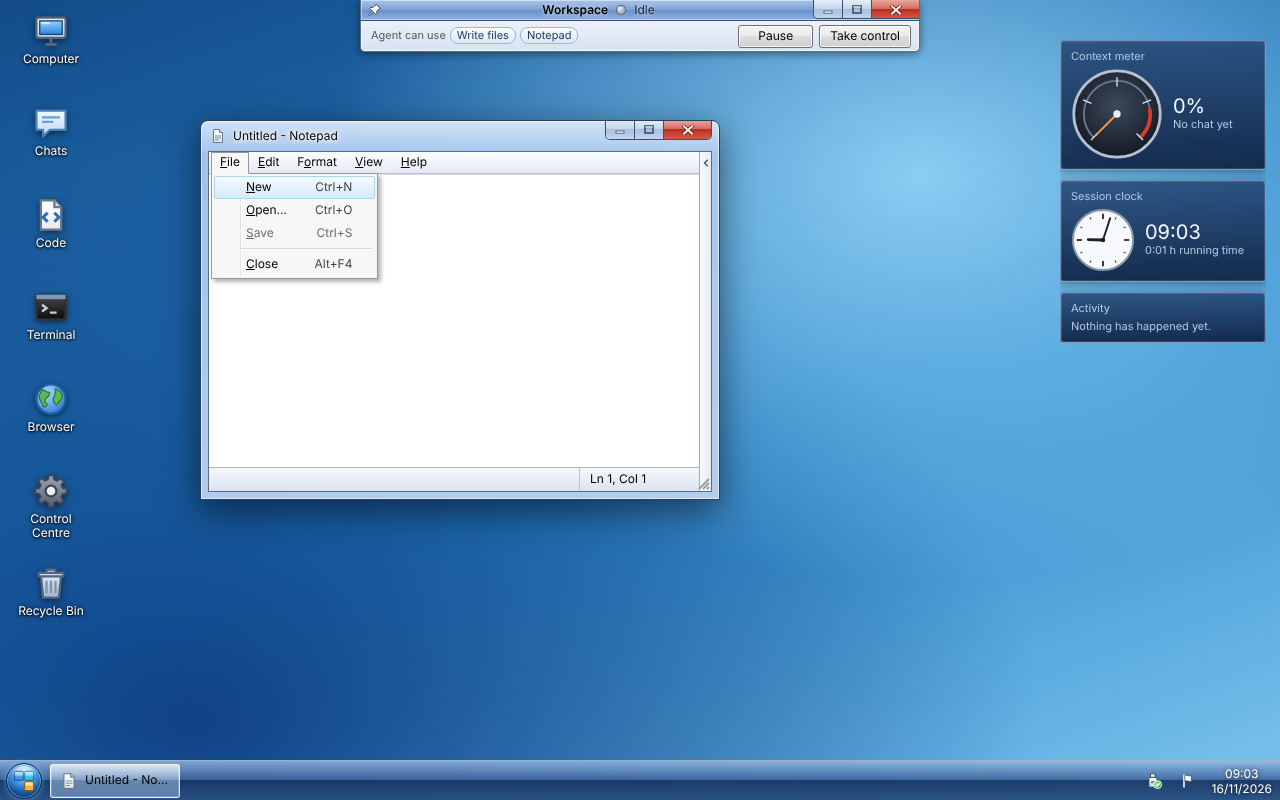 Computer
Chats
Code
Terminal
Browser
Control
Centre
Recycle Bin
Workspace Idle
Agent can use Write files Notepad Pause Take control
Untitled - Notepad
File Edit Format View Help
New Ctrl+N
Open... Ctrl+O
Save Ctrl+S
Close Alt+F4
Ln 1, Col 1
Context meter
0%
No chat yet
Session clock
09:03
0:01 h running time
Activity
Nothing has happened yet.
Untitled - No...
09:03
16/11/2026